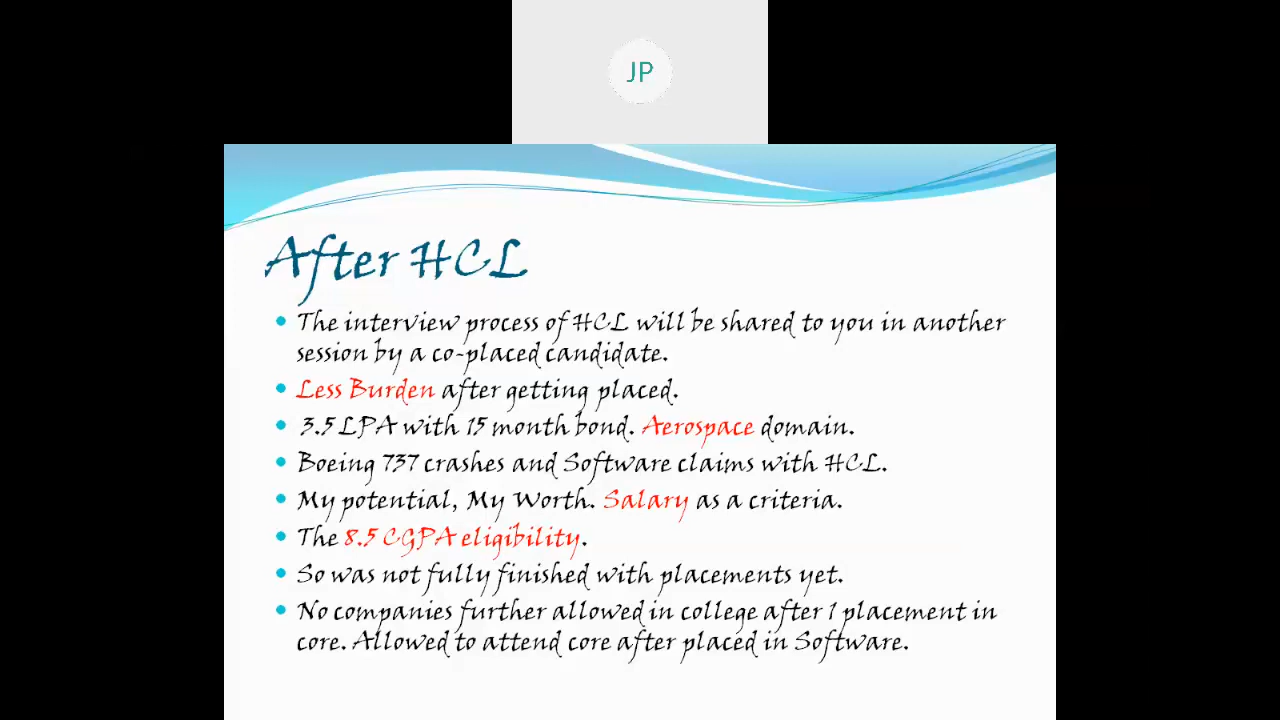 JP
After HCL
• The interview process of HCL will be shared to you in another
session by a co-placed candidate.
• Less Burden after getting placed.
• 3.5 LPA with 15 month bond. Aerospace domain.
• Boeing 737 crashes and Software claims with HCL.
• My potential, My Worth. Salary as a criteria.
• The 8.5 CGPA eligibility.
• So was not fully finished with placements yet.
• No companies further allowed in college after 1 placement in
core. Allowed to attend core after placed in Software.